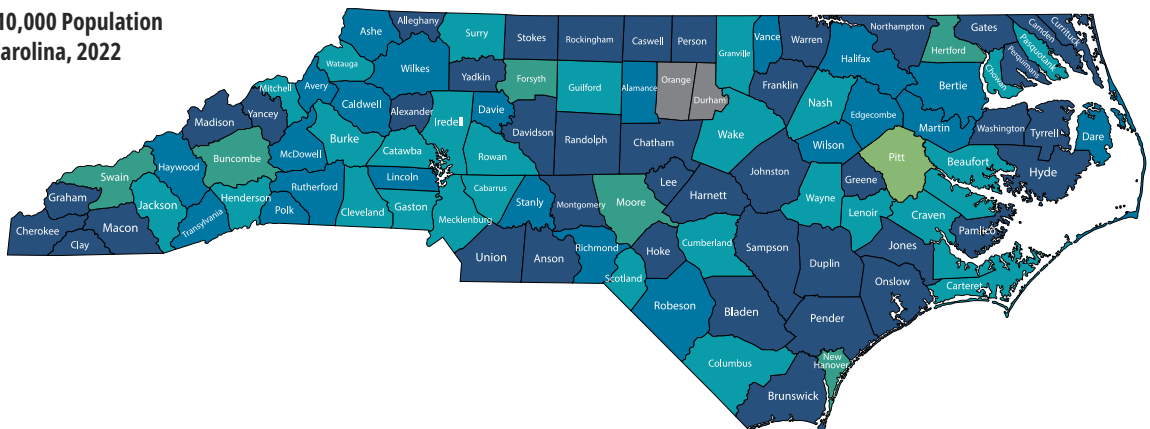 10,000 Population
arolina, 2022
Alleghany
Ashe
Surry
Stokes
Rockingham
Caswell
Person
Granville
Vance
Warren
Northampton
Gates
Camden
Currituck
Hertford
Pasquotank
Perquimans
Chowan
Watauga
Wilkes
Yadkin
Forsyth
Guilford
Alamance
Orange
Durham
Franklin
Halifax
Bertie
Mitchell
Avery
Caldwell
Alexander
Iredell
Davie
Nash
Edgecombe
Martin
Madison
Yancey
Burke
Catawba
Rowan
Davidson
Randolph
Chatham
Wake
Wilson
Washington
Tyrrell
Dare
Swain
Buncombe
McDowell
Haywood
Rutherford
Lincoln
Cabarrus
Pitt
Beaufort
Hyde
Graham
Jackson
Henderson
Polk
Cleveland
Gaston
Mecklenburg
Stanly
Montgomery
Moore
Lee
Harnett
Johnston
Greene
Wayne
Lenoir
Craven
Pamlico
Cherokee
Clay
Macon
Transylvania
Union
Anson
Richmond
Scotland
Hoke
Cumberland
Sampson
Duplin
Jones
Onslow
Carteret
Robeson
Bladen
Pender
Columbus
Brunswick
New
Hanover